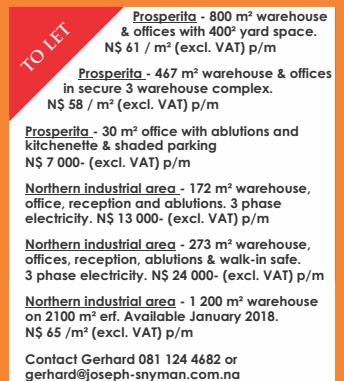 TO LET
Prosperita - 800 m² warehouse
& offices with 400² yard space.
N$ 61 / m² (excl. VAT) p/m
Prosperita - 467 m² warehouse & offices
in secure 3 warehouse complex.
N$ 58 / m² (excl. VAT) p/m
Prosperita - 30 m² office with ablutions and
kitchenette & shaded parking
N$ 7 000- (excl. VAT) p/m
Northern industrial area - 172 m² warehouse,
office, reception and ablutions. 3 phase
electricity. N$ 13 000- (excl. VAT) p/m
Northern industrial area - 273 m² warehouse,
offices, reception, ablutions & walk-in safe.
3 phase electricity. N$ 24 000- (excl. VAT) p/m
Northern industrial area - 1 200 m² warehouse
on 2100 m² erf. Available January 2018.
N$ 65 /m² (excl. VAT) p/m
Contact Gerhard 081 124 4682 or
gerhard@joseph-snyman.com.na